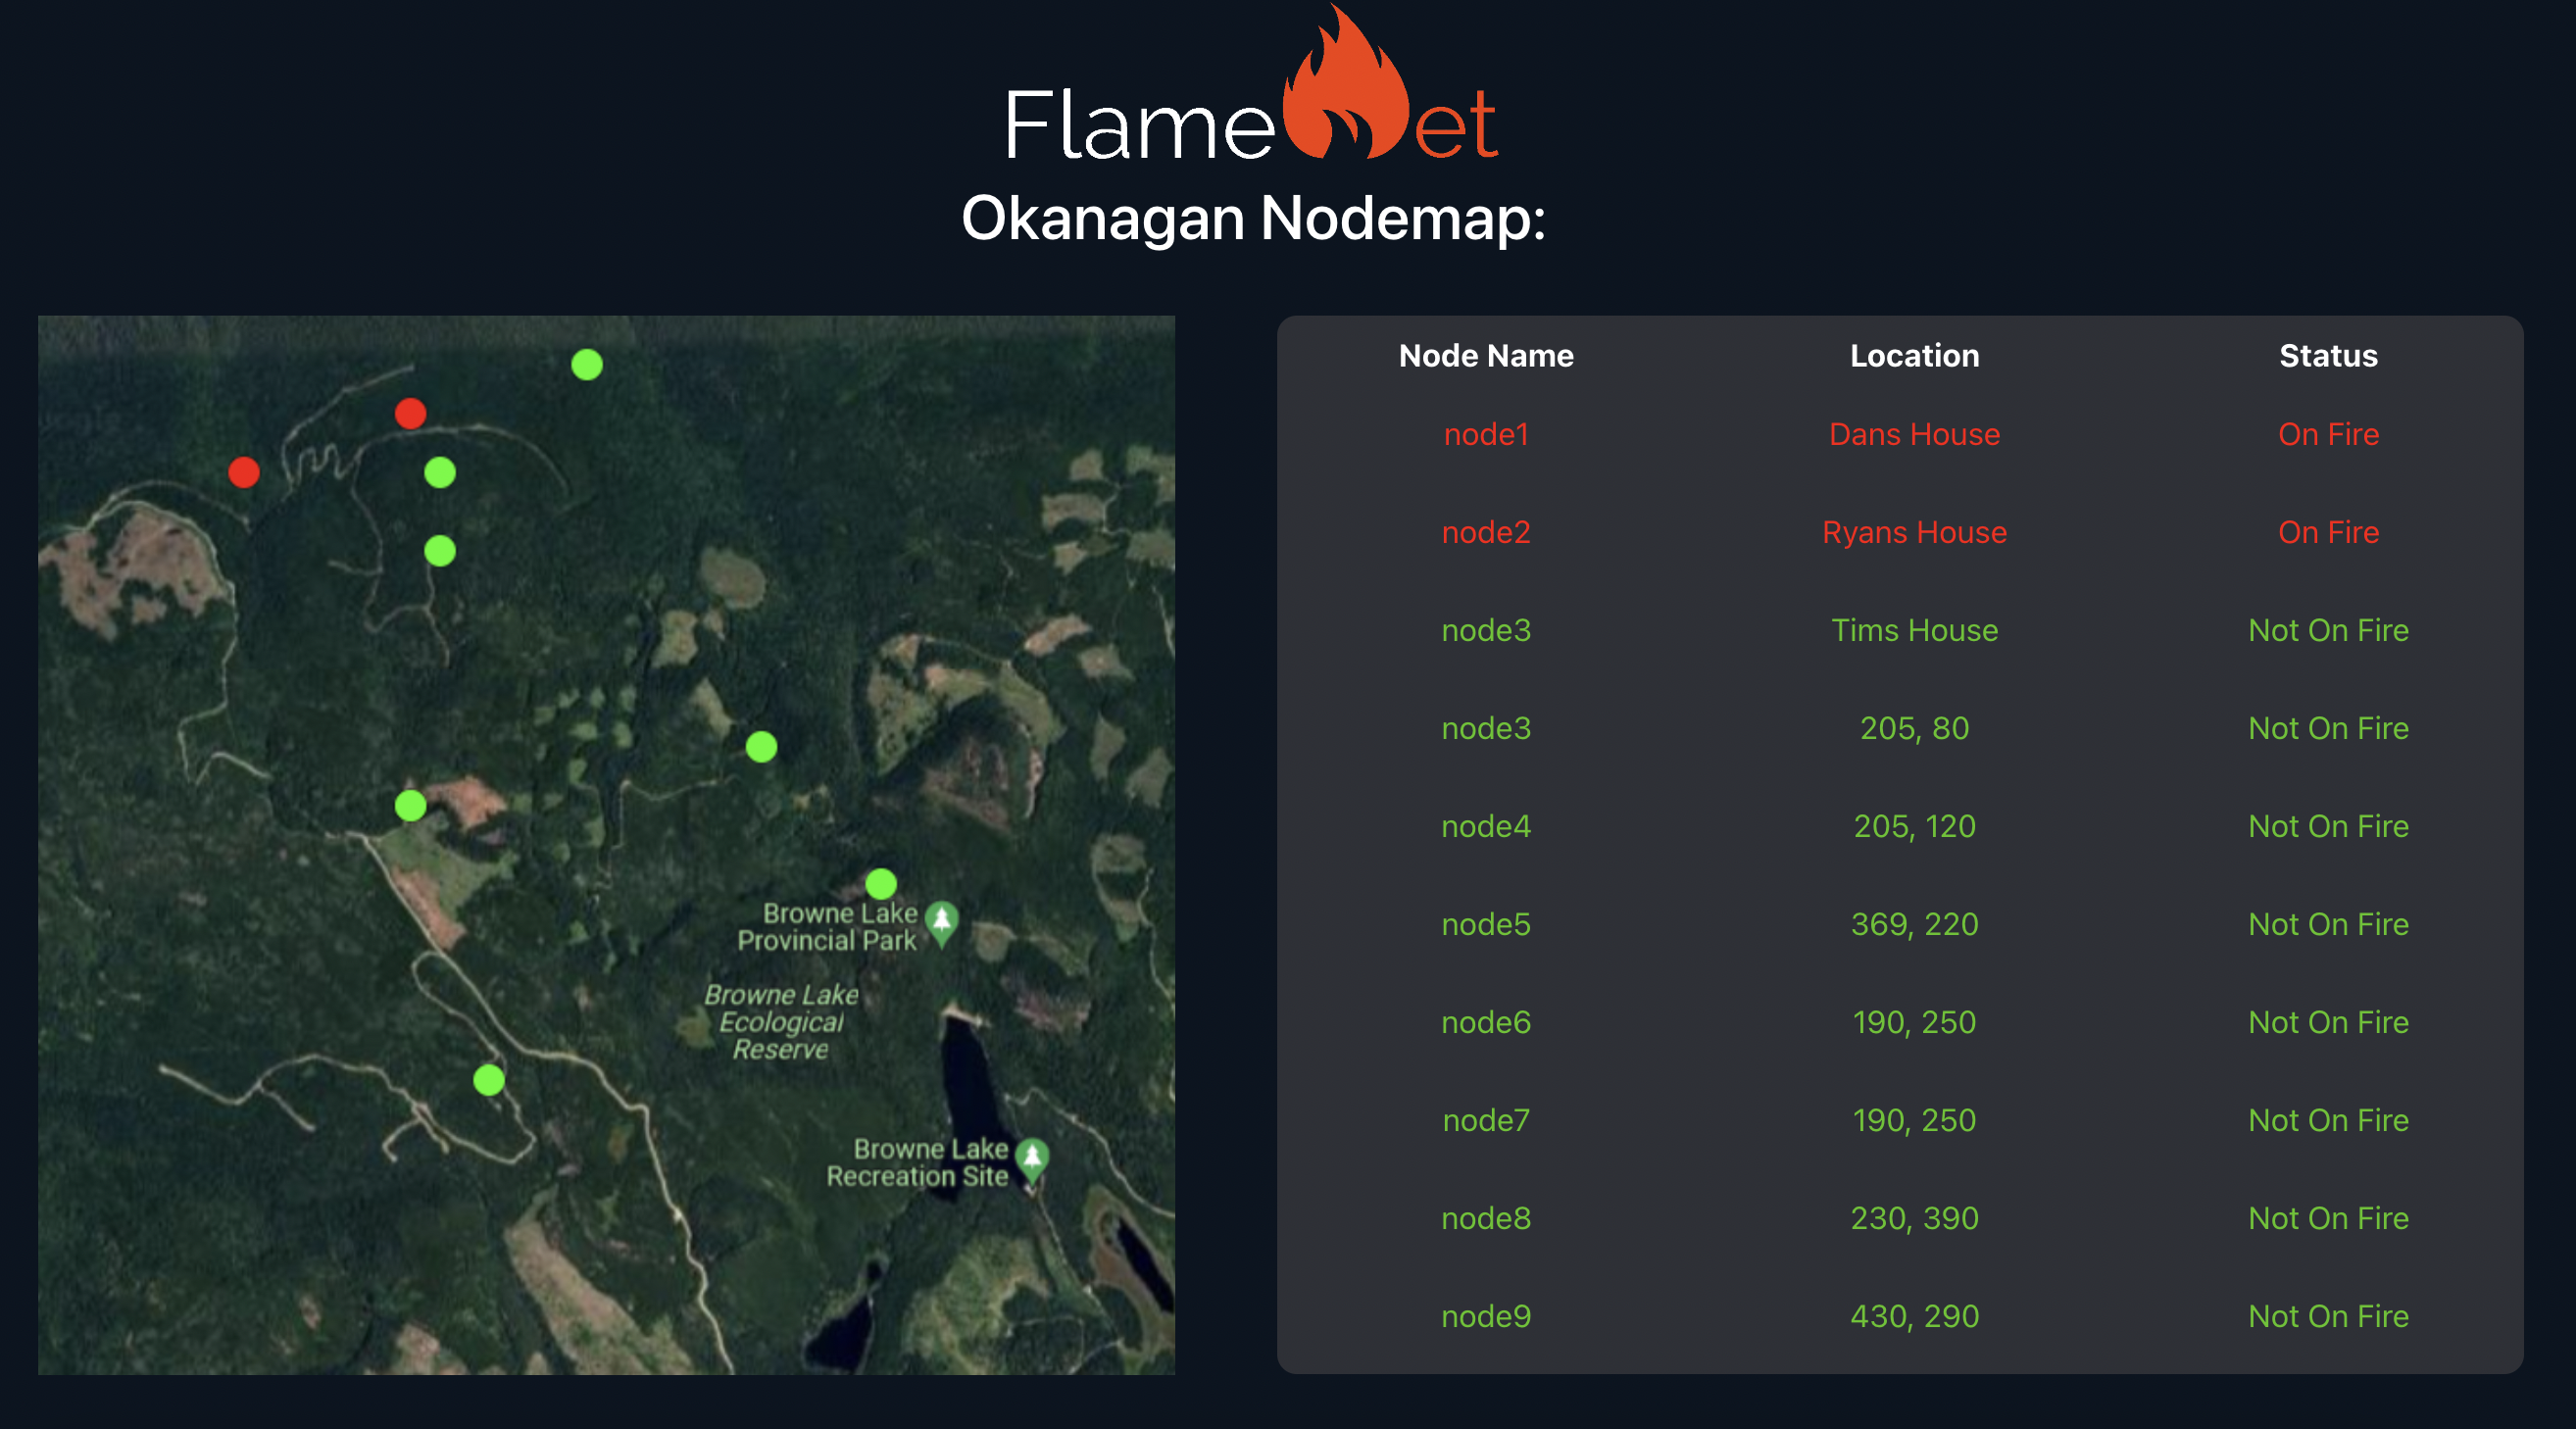 Flamenet
Okanagan Nodemap:
Browne Lake
Provincial Park
Browne Lake
Ecological
Reserve
Browne Lake
Recreation Site
Node Name Location Status
node1 Dans House On Fire
node2 Ryans House On Fire
node3 Tims House Not On Fire
node3 205, 80 Not On Fire
node4 205, 120 Not On Fire
node5 369, 220 Not On Fire
node6 190, 250 Not On Fire
node7 190, 250 Not On Fire
node8 230, 390 Not On Fire
node9 430, 290 Not On Fire